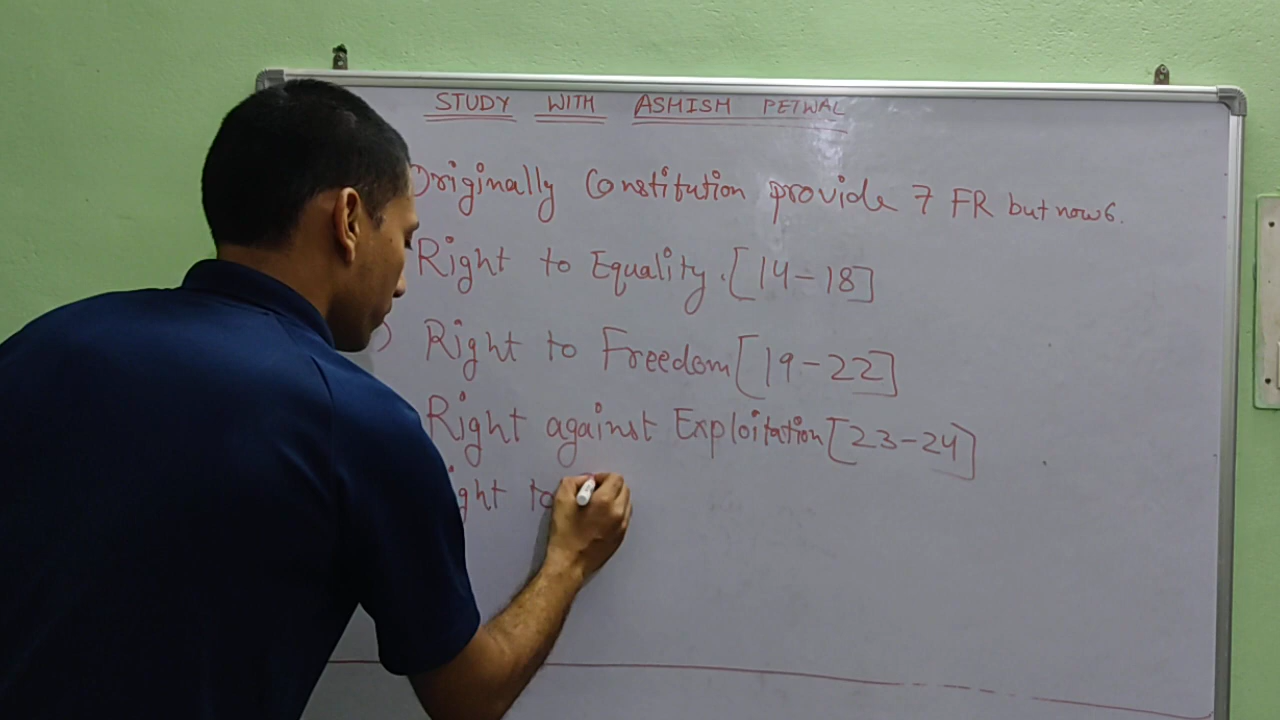 STUDY WITH ASHISH PETWAL
Originally Constitution provide 7 FR but now 6.
Right to Equality. [14-18]
) Right to Freedom [19-22]
Right against Exploitation [23-24]
ight to